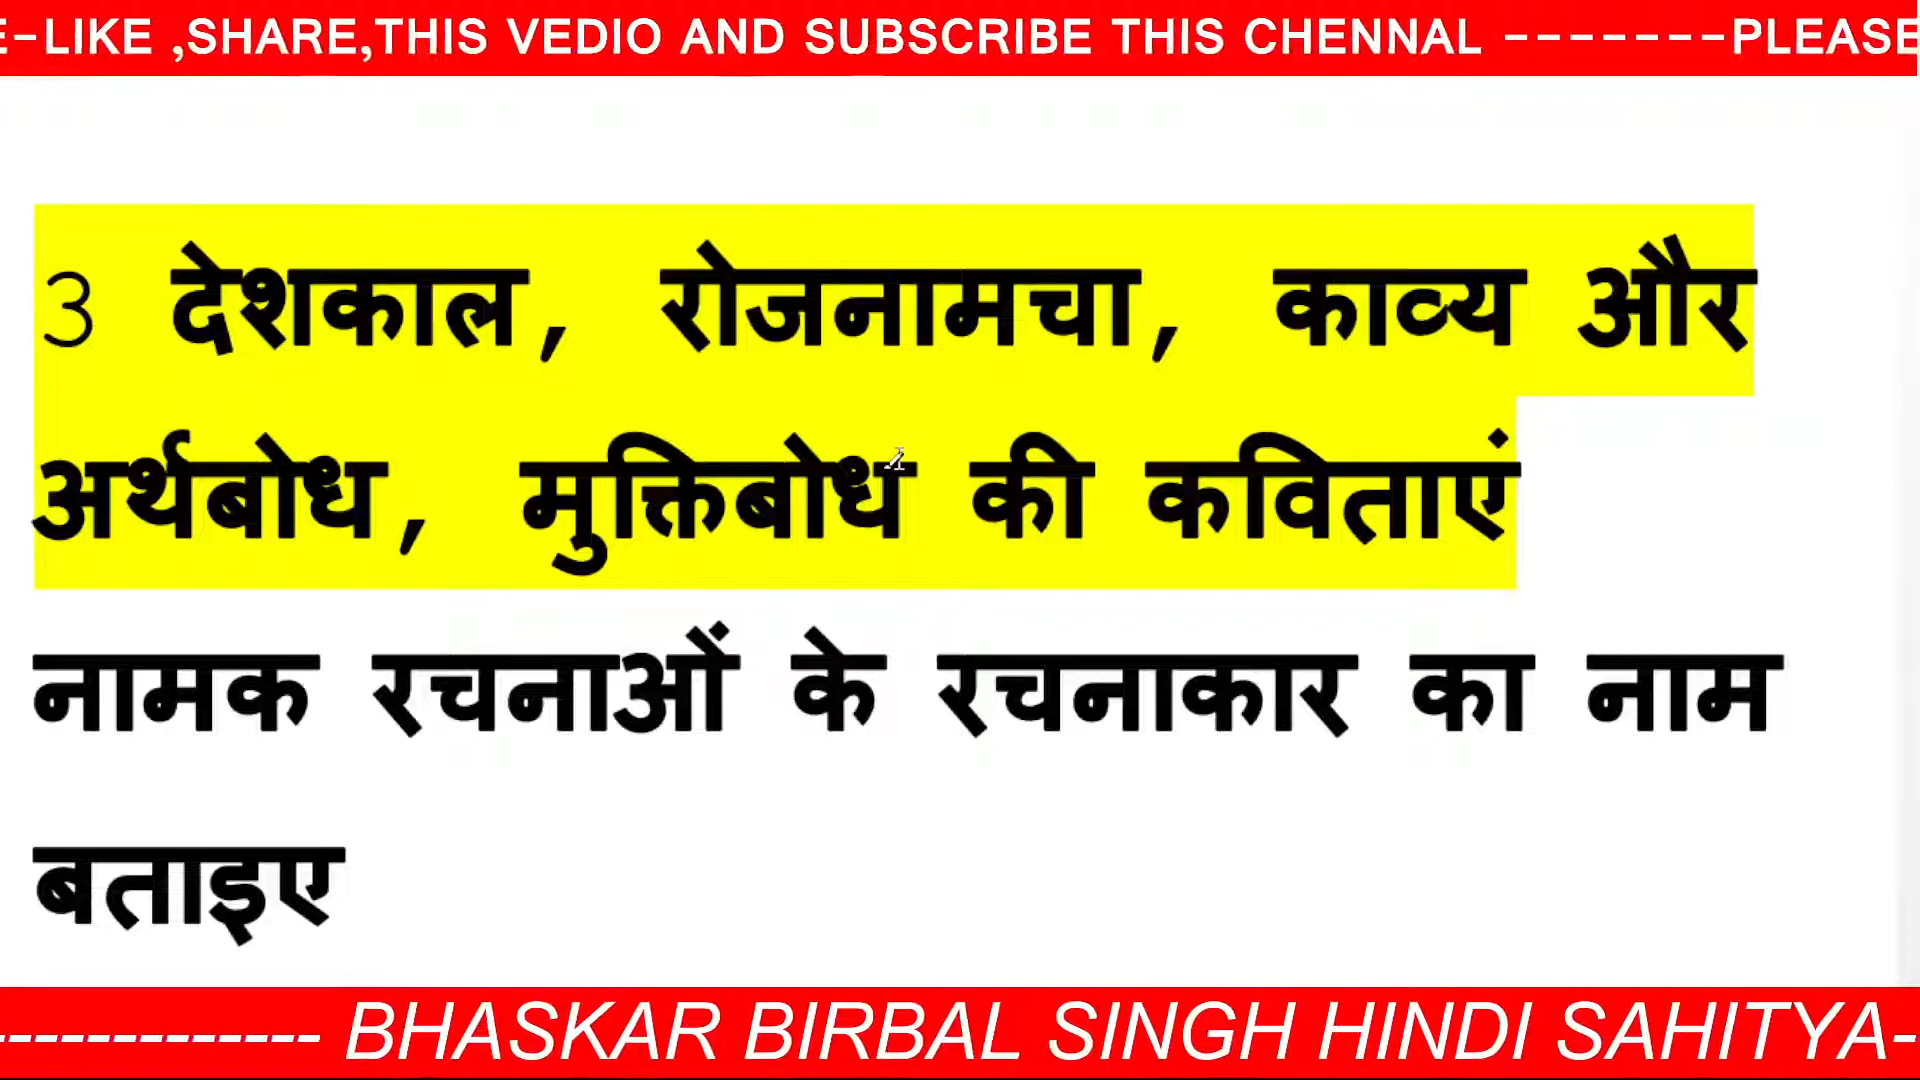 E-LIKE ,SHARE,THIS VEDIO AND SUBSCRIBE THIS CHENNAL -------PLEASE
3 देशकाल, रोजनामचा, काव्य और
अर्थबोध, मुक्तिबोध की कविताएं
नामक रचनाओं के रचनाकार का नाम
बताइए
------------- BHASKAR BIRBAL SINGH HINDI SAHITYA-